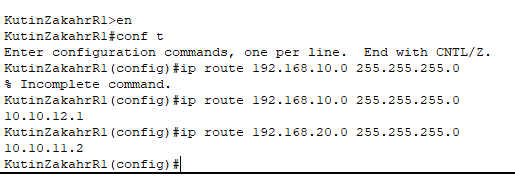 KutinZakahrR1>en
KutinZakahrR1#conf t
Enter configuration commands, one per line.  End with CNTL/Z.
KutinZakahrR1(config)#ip route 192.168.10.0 255.255.255.0
% Incomplete command.
KutinZakahrR1(config)#ip route 192.168.10.0 255.255.255.0
10.10.12.1
KutinZakahrR1(config)#ip route 192.168.20.0 255.255.255.0
10.10.11.2
KutinZakahrR1(config)#